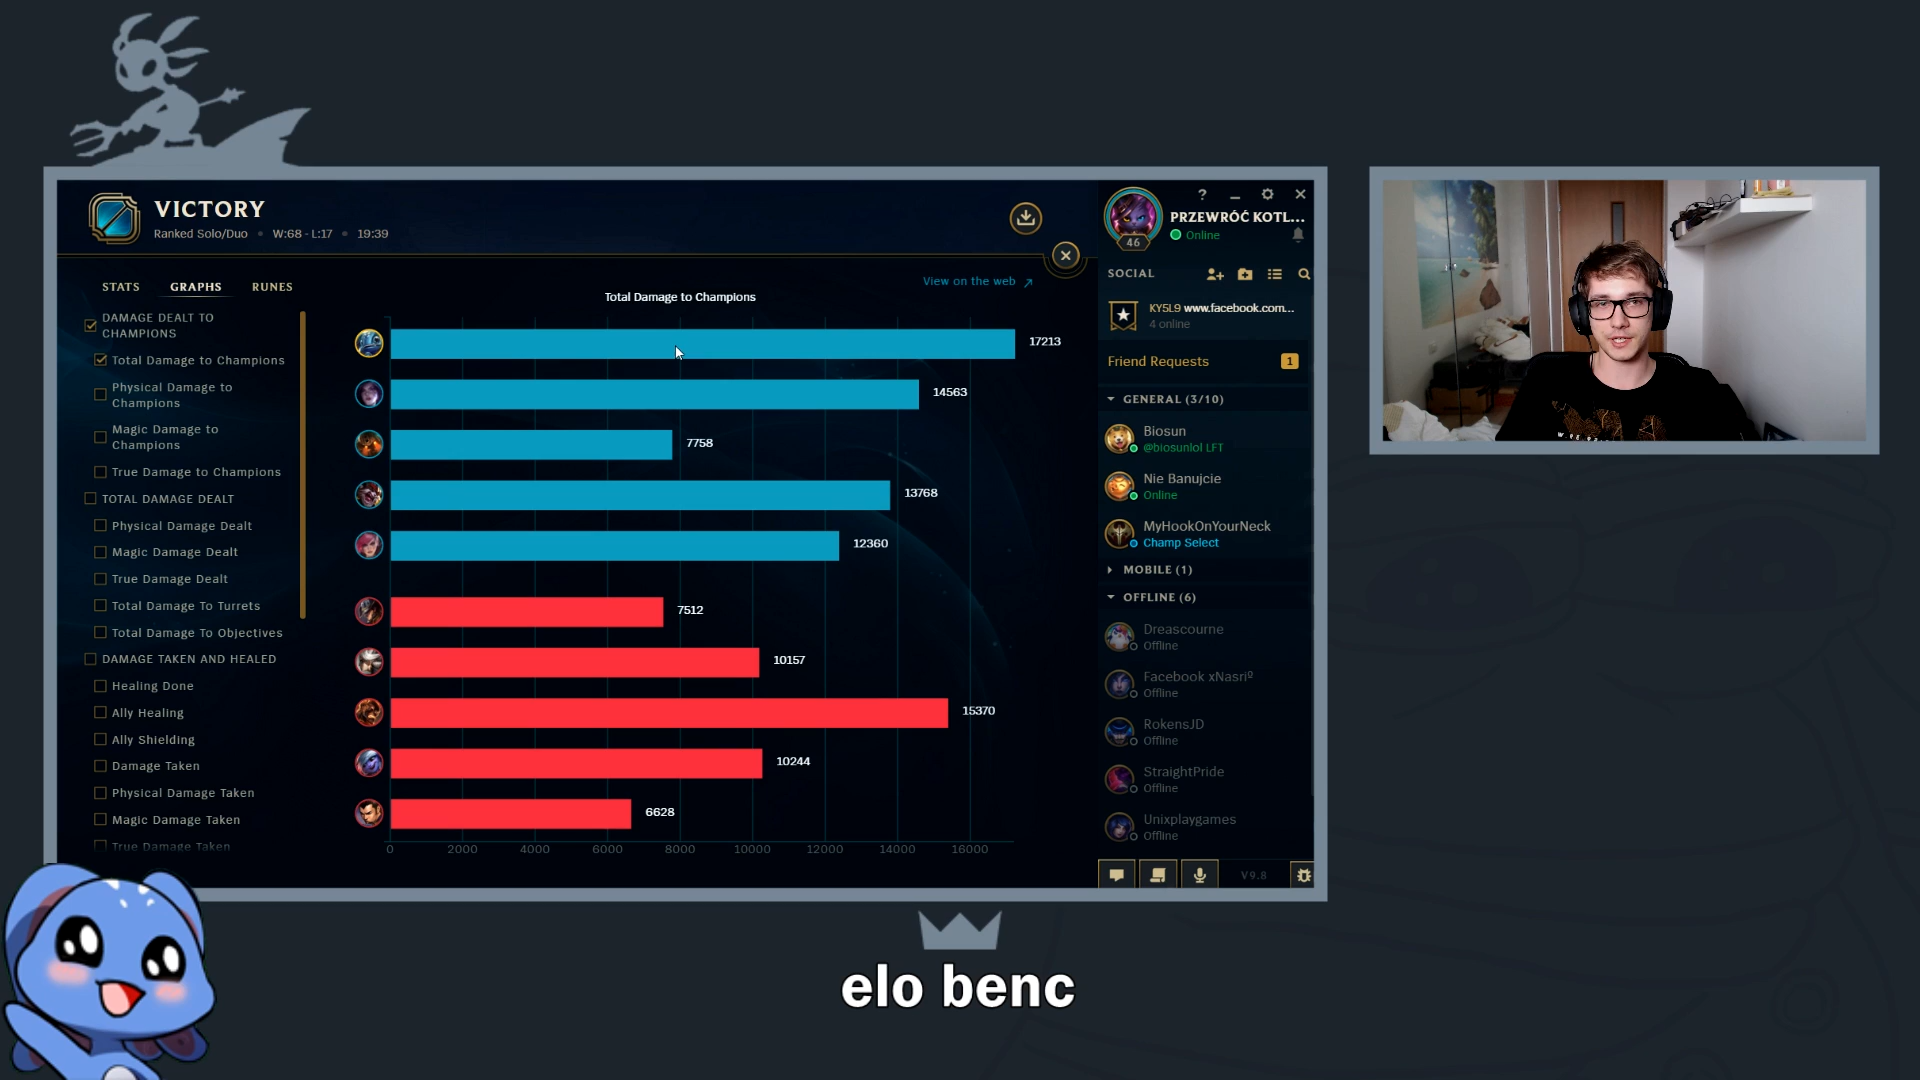 VICTORY
Ranked Solo/Duo • W:68 - L:17 • 19:39
STATS GRAPHS RUNES
View on the web
DAMAGE DEALT TO
CHAMPIONS
Total Damage to Champions
Physical Damage to
Champions
Magic Damage to
Champions
True Damage to Champions
TOTAL DAMAGE DEALT
Physical Damage Dealt
Magic Damage Dealt
True Damage Dealt
Total Damage To Turrets
Total Damage To Objectives
DAMAGE TAKEN AND HEALED
Healing Done
Ally Healing
Ally Shielding
Damage Taken
Physical Damage Taken
Magic Damage Taken
True Damage Taken
Total Damage to Champions
17213
14563
7758
13768
12360
7512
10157
15370
10244
6628
0 2000 4000 6000 8000 10000 12000 14000 16000
?
PRZEWRÓĆ KOTL...
46
Online
SOCIAL
KY5L9 www.facebook.com...
4 online
Friend Requests 1
GENERAL (3/10)
Biosun
@biosunlol LFT
Nie Banujcie
Online
MyHookOnYourNeck
Champ Select
MOBILE (1)
OFFLINE (6)
Dreascourne
Offline
Facebook xNasriº
Offline
RokensJD
Offline
StraightPride
Offline
Unixplaygames
Offline
V9.8
elo benc